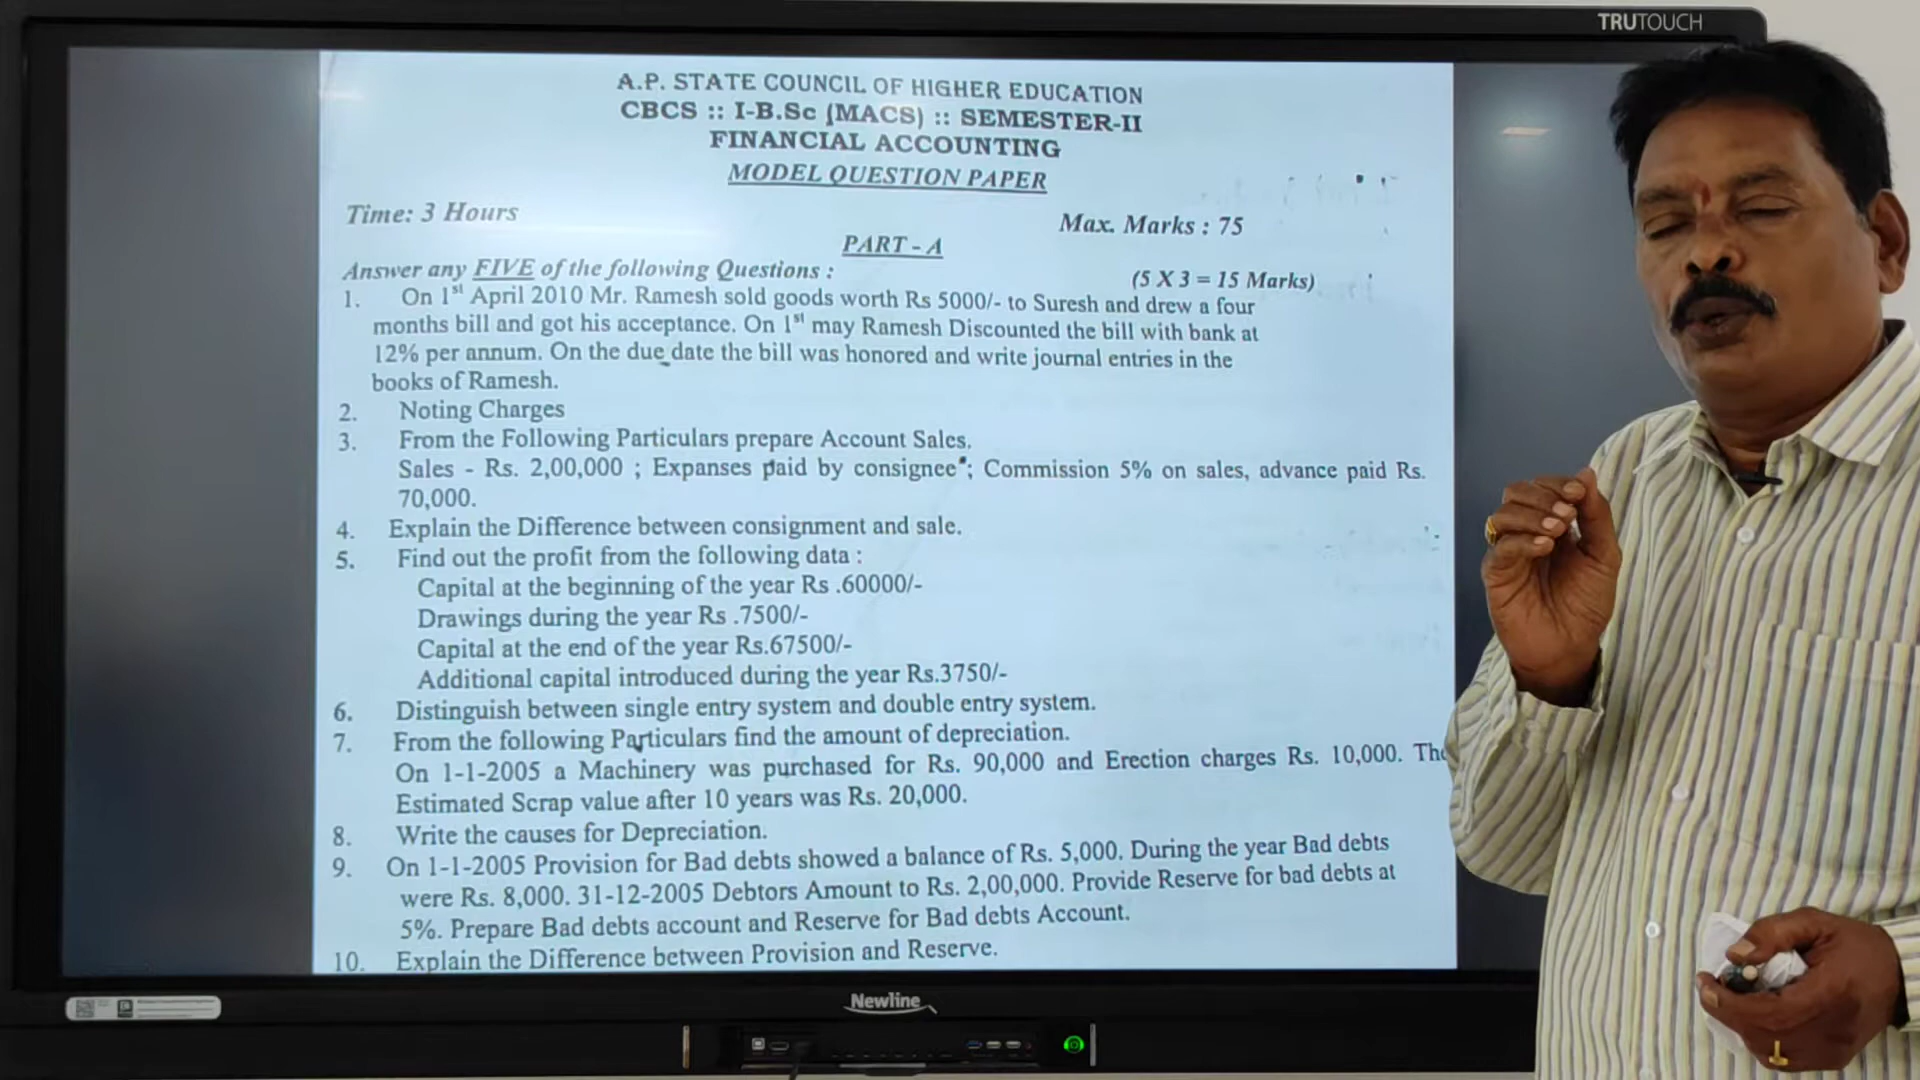 TRUTOUCH
A.P. STATE COUNCIL OF HIGHER EDUCATION
CBCS :: I-B.Sc (MACS) :: SEMESTER-II
FINANCIAL ACCOUNTING
MODEL QUESTION PAPER
Time: 3 Hours
Max. Marks : 75
PART - A
Answer any FIVE of the following Questions :
(5 X 3 = 15 Marks)
1. On 1st April 2010 Mr. Ramesh sold goods worth Rs 5000/- to Suresh and drew a four
months bill and got his acceptance. On 1st may Ramesh Discounted the bill with bank at
12% per annum. On the due date the bill was honored and write journal entries in the
books of Ramesh.
2. Noting Charges
3. From the Following Particulars prepare Account Sales.
Sales - Rs. 2,00,000 ; Expanses paid by consignee ; Commission 5% on sales, advance paid Rs.
70,000.
4. Explain the Difference between consignment and sale.
5. Find out the profit from the following data :
Capital at the beginning of the year Rs .60000/-
Drawings during the year Rs .7500/-
Capital at the end of the year Rs.67500/-
Additional capital introduced during the year Rs.3750/-
6. Distinguish between single entry system and double entry system.
7. From the following Particulars find the amount of depreciation.
On 1-1-2005 a Machinery was purchased for Rs. 90,000 and Erection charges Rs. 10,000. The
Estimated Scrap value after 10 years was Rs. 20,000.
8. Write the causes for Depreciation.
9. On 1-1-2005 Provision for Bad debts showed a balance of Rs. 5,000. During the year Bad debts
were Rs. 8,000. 31-12-2005 Debtors Amount to Rs. 2,00,000. Provide Reserve for bad debts at
5%. Prepare Bad debts account and Reserve for Bad debts Account.
10. Explain the Difference between Provision and Reserve.
Newline